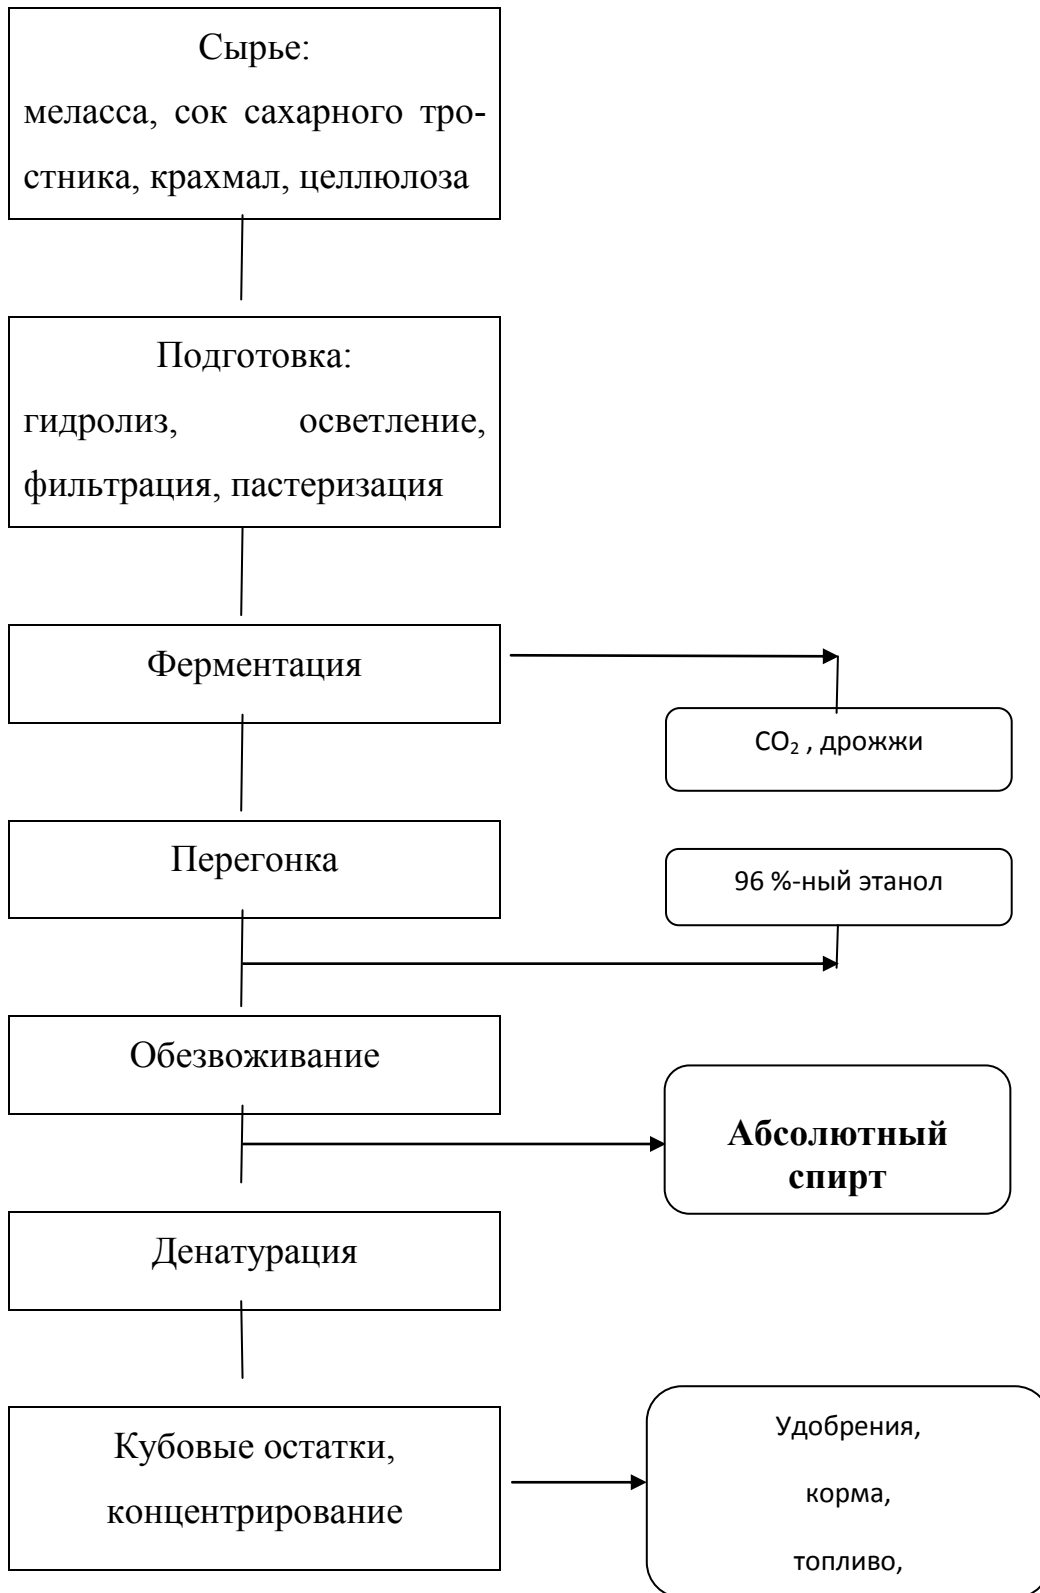 Сырье:
меласса, сок сахарного тро-
стника, крахмал, целлюлоза
Подготовка:
гидролиз, осветление,
фильтрация, пастеризация
Ферментация
CO₂ , дрожжи
Перегонка
96 %-ный этанол
Обезвоживание
Абсолютный
спирт
Денатурация
Кубовые остатки,
концентрирование
Удобрения,
корма,
топливо,